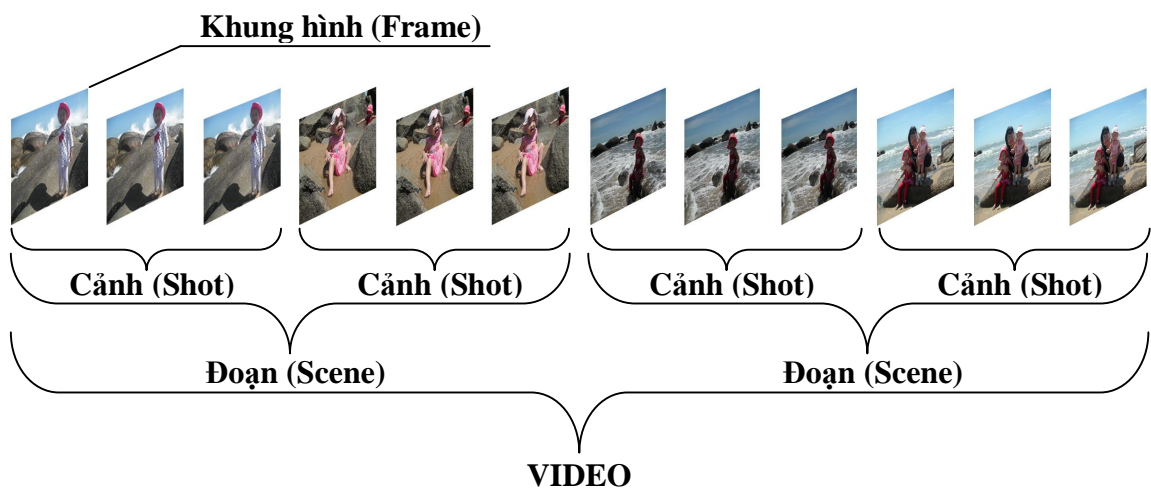 Khung hình (Frame)
Cảnh (Shot) Cảnh (Shot) Cảnh (Shot) Cảnh (Shot)
Đoạn (Scene) Đoạn (Scene)
VIDEO